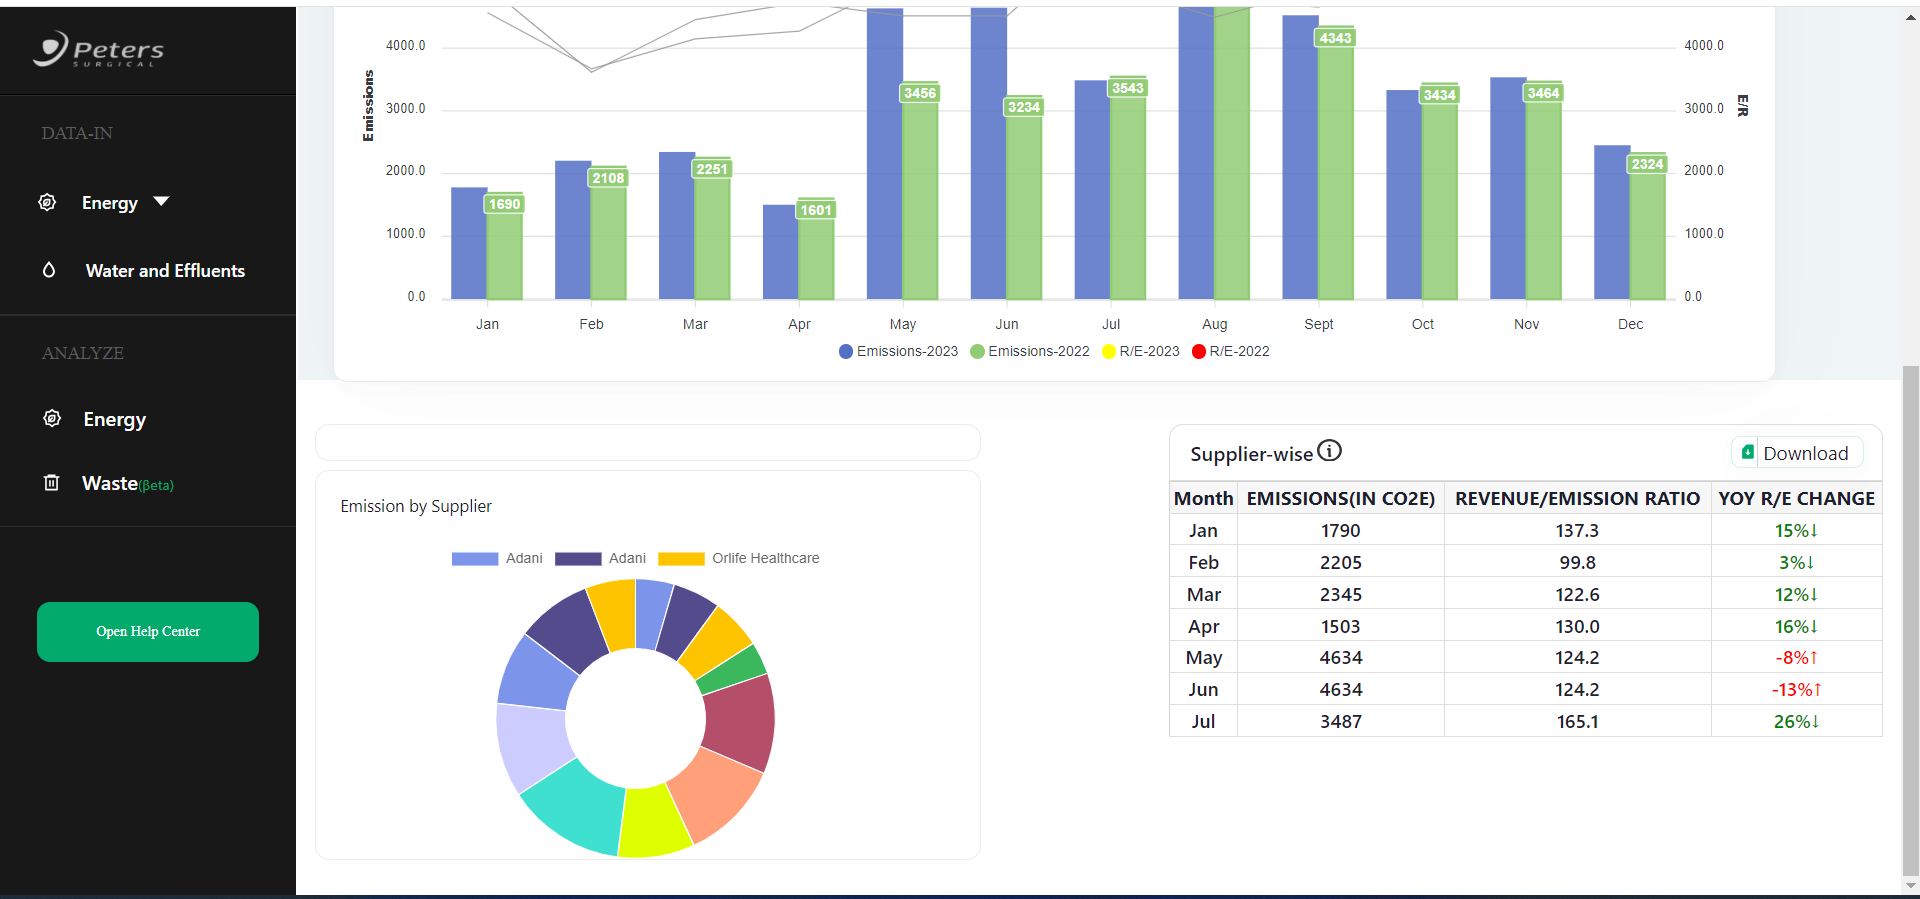 Peters
SURGICAL
DATA-IN
Energy
Water and Effluents
ANALYZE
Energy
Waste(βeta)
Open Help Center
Emissions
4000.0
3000.0
2000.0
1000.0
0.0
1690
2108
2251
1601
3456
3234
3543
4343
3434
3464
2324
4000.0
3000.0
2000.0
1000.0
0.0
E/R
Jan Feb Mar Apr May Jun Jul Aug Sept Oct Nov Dec
Emissions-2023 Emissions-2022 R/E-2023 R/E-2022
Emission by Supplier
Adani Adani Orlife Healthcare
Supplier-wise
Download
Month EMISSIONS(IN CO2E) REVENUE/EMISSION RATIO YOY R/E CHANGE
Jan 1790 137.3 15%↓
Feb 2205 99.8 3%↓
Mar 2345 122.6 12%↓
Apr 1503 130.0 16%↓
May 4634 124.2 -8%↑
Jun 4634 124.2 -13%↑
Jul 3487 165.1 26%↓